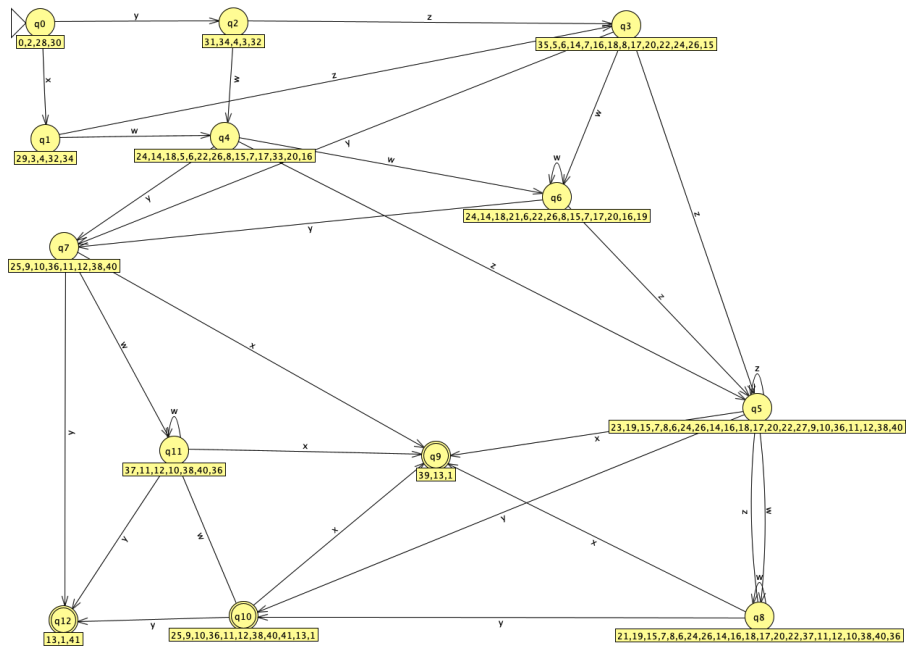 y
q0
q2
z
q3
0,2,28,30
31,34,4,3,32
35,5,6,14,7,16,18,8,17,20,22,24,26,15
x
w
z
w
w
q1
q4
y
29,3,4,32,34
24,14,18,5,6,22,26,8,15,7,17,33,20,16
w
w
q6
y
24,14,18,21,6,22,26,8,15,7,17,20,16,19
z
y
q7
25,9,10,36,11,12,38,40
z
z
w
x
z
q5
w
23,19,15,7,8,6,24,26,14,16,18,17,20,22,27,9,10,36,11,12,38,40
y
x
x
q11
q9
37,11,12,10,38,40,36
39,13,1
y
z
w
y
w
x
x
w
q12
y
q10
y
q8
13,1,41
25,9,10,36,11,12,38,40,41,13,1
21,19,15,7,8,6,24,26,14,16,18,17,20,22,37,11,12,10,38,40,36